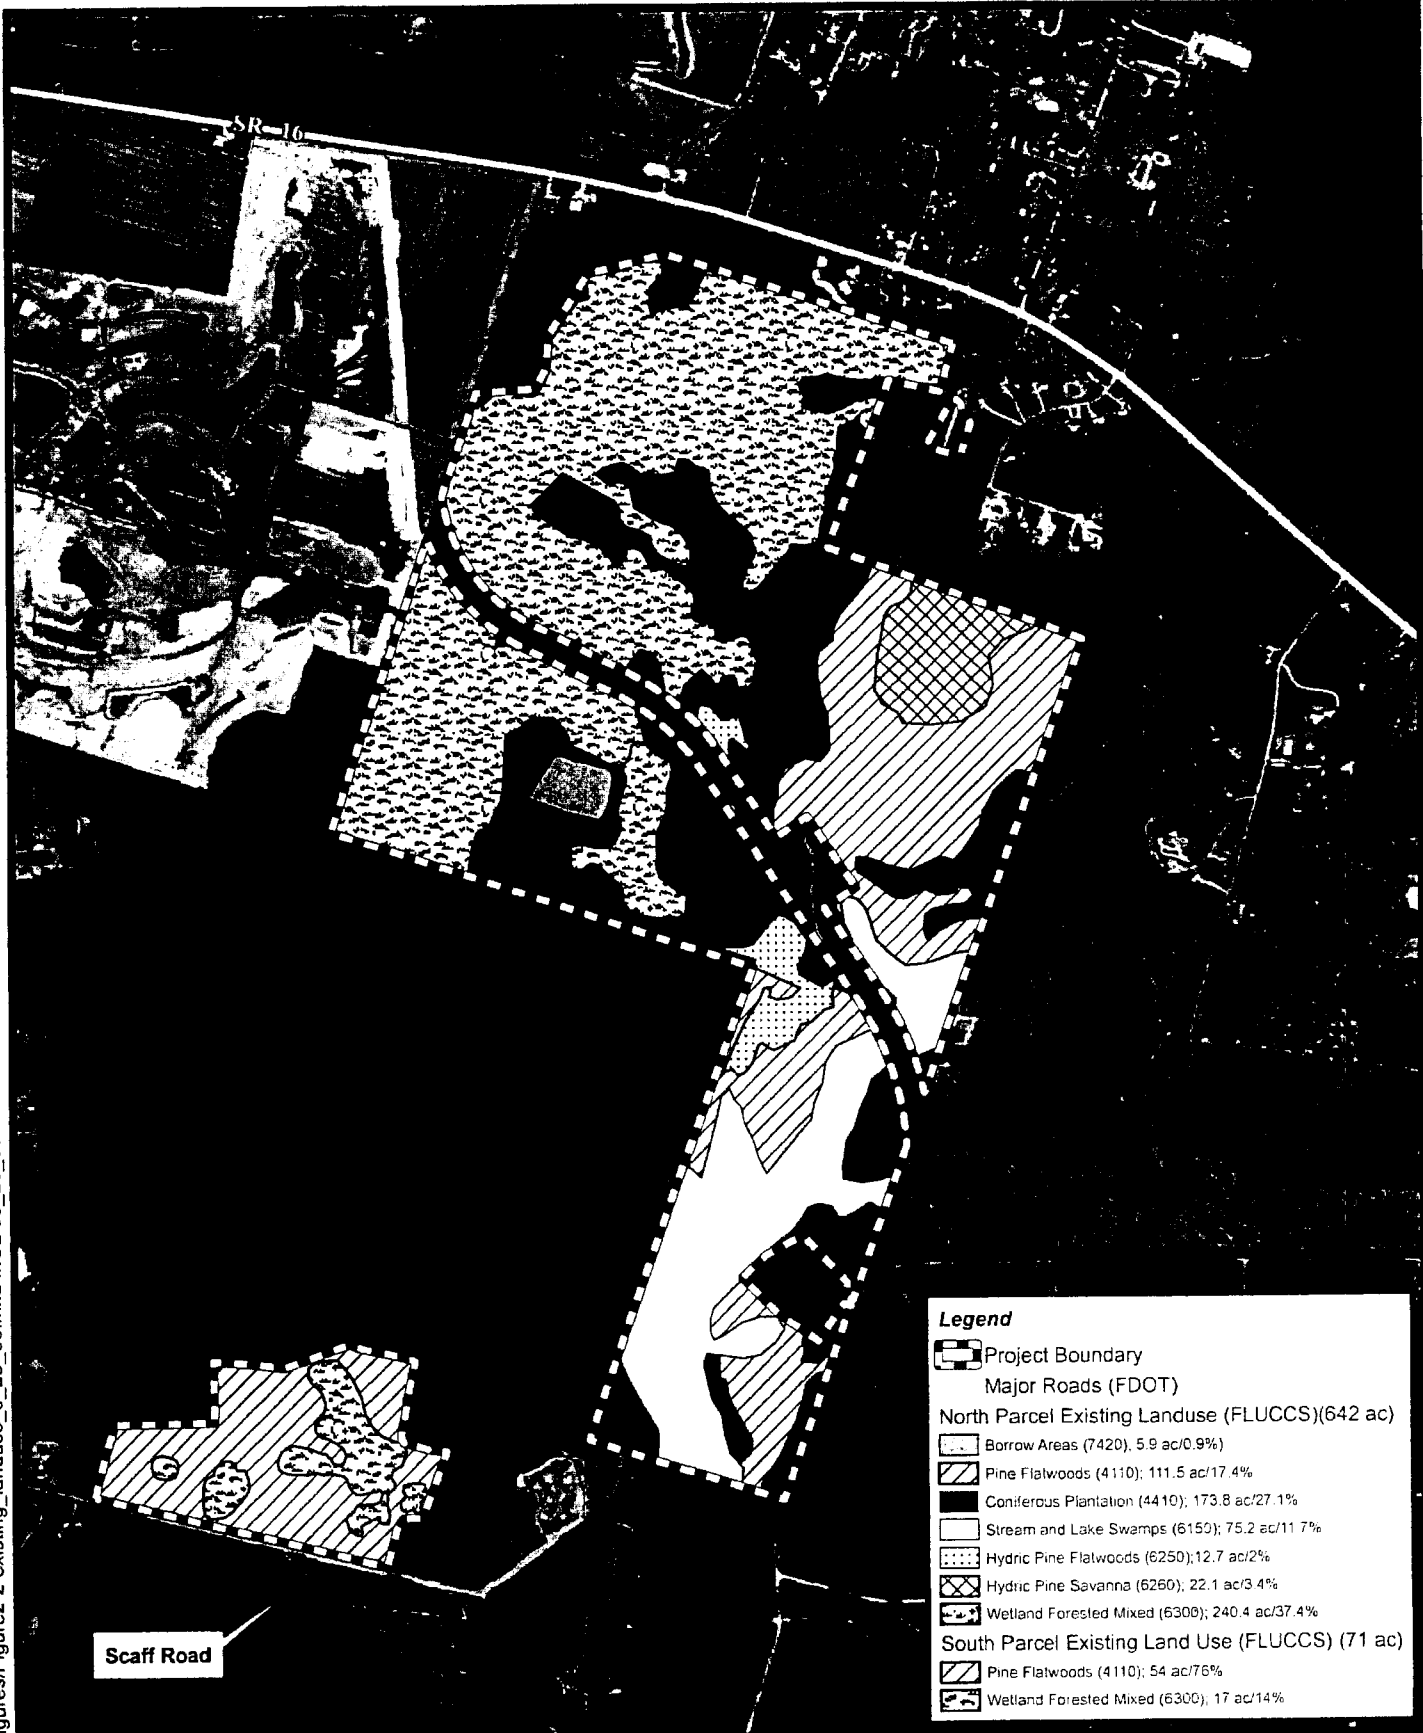 SR 16
Legend
Project Boundary
Major Roads (FDOT)
North Parcel Existing Landuse (FLUCCS)(642 ac)
Borrow Areas (7420), 5.9 ac/0.9%)
Pine Flatwoods (4110); 111.5 ac/17.4%
Coniferous Plantation (4410); 173.8 ac/27.1%
Stream and Lake Swamps (6150); 75.2 ac/11.7%
Hydric Pine Flatwoods (6250);12.7 ac/2%
Hydric Pine Savanna (6260); 22.1 ac/3.4%
Wetland Forested Mixed (6300); 240.4 ac/37.4%
South Parcel Existing Land Use (FLUCCS) (71 ac)
Pine Flatwoods (4110); 54 ac/76%
Wetland Forested Mixed (6300); 17 ac/14%
Scaff Road